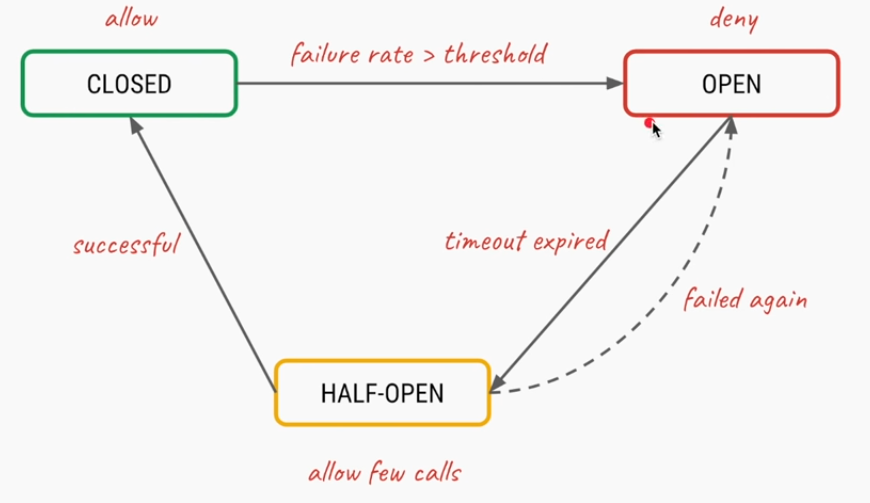 allow
deny
CLOSED
failure rate > threshold
OPEN
successful
timeout expired
failed again
HALF-OPEN
allow few calls